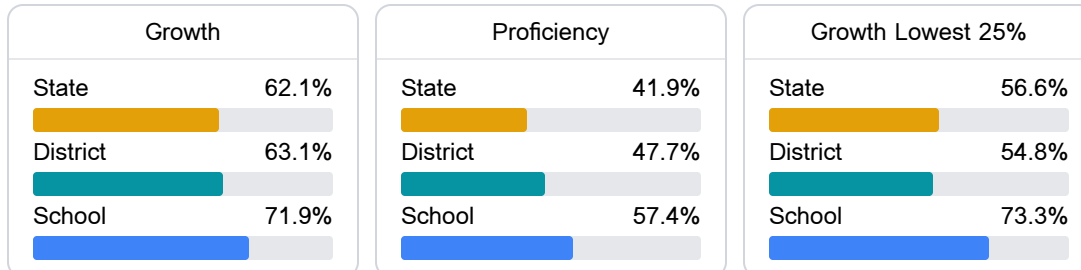 Growth
State 62.1%
District 63.1%
School 71.9%
Proficiency
State 41.9%
District 47.7%
School 57.4%
Growth Lowest 25%
State 56.6%
District 54.8%
School 73.3%